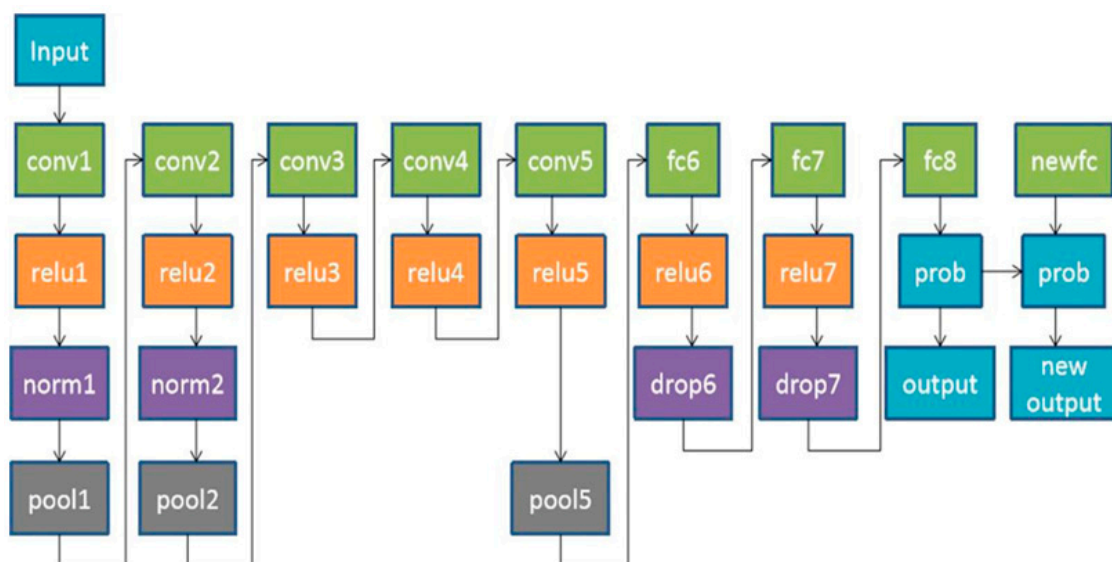 Input
conv1
conv2
conv3
conv4
conv5
fc6
fc7
fc8
newfc
relu1
relu2
relu3
relu4
relu5
relu6
relu7
prob
prob
norm1
norm2
drop6
drop7
output
new
output
pool1
pool2
pool5